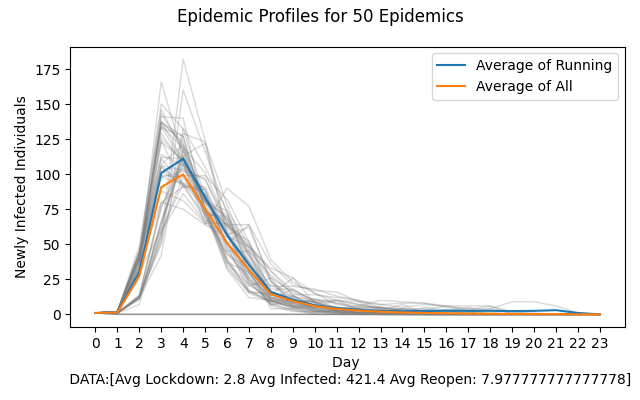 Epidemic Profiles for 50 Epidemics
Average of Running
Average of All
Newly Infected Individuals
175
150
125
100
75
50
25
0
0 1 2 3 4 5 6 7 8 9 10 11 12 13 14 15 16 17 18 19 20 21 22 23
Day
DATA:[Avg Lockdown: 2.8 Avg Infected: 421.4 Avg Reopen: 7.977777777777778]